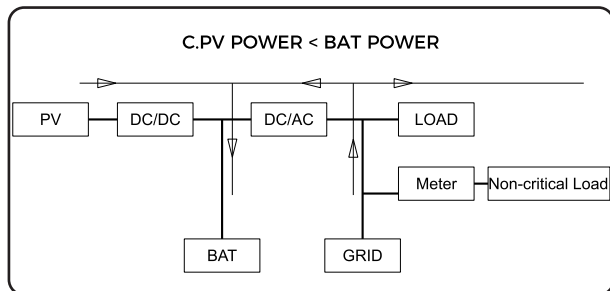 C.PV POWER < BAT POWER
PV
DC/DC
DC/AC
LOAD
Meter
Non-critical Load
BAT
GRID